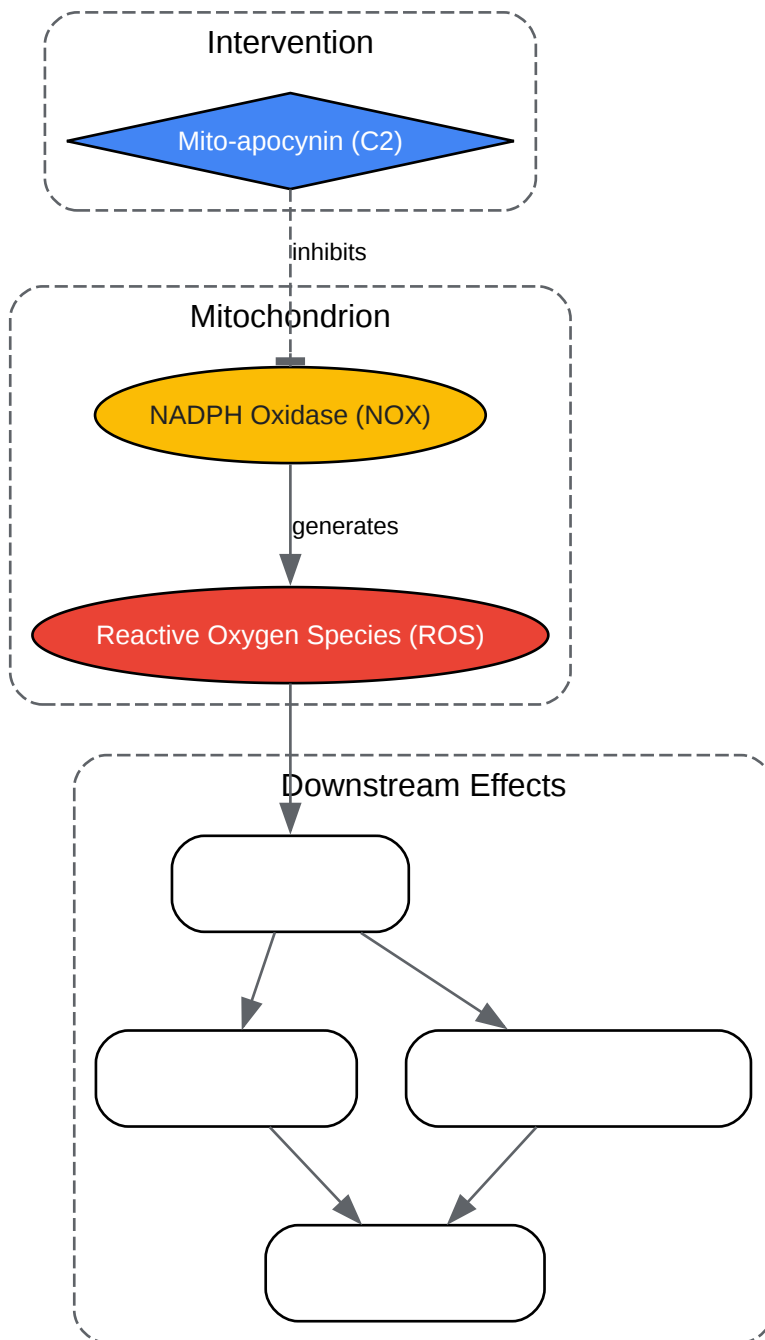 Intervention
Mito-apocynin (C2)
inhibits
Mitochondrion
NADPH Oxidase (NOX)
generates
Reactive Oxygen Species (ROS)
Downstream Effects